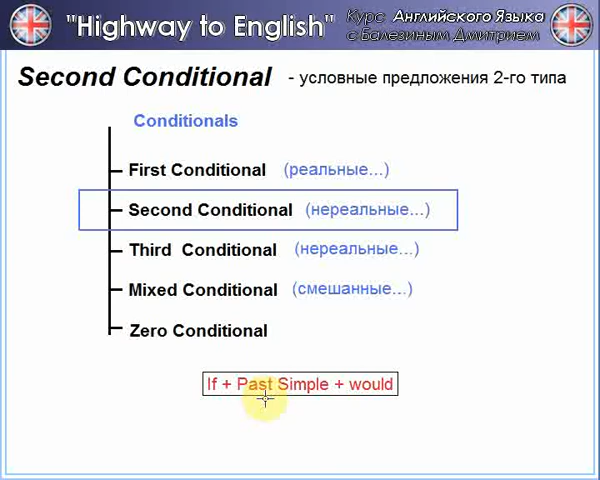 "Highway to English"
Курс Английского Языка
с Балезиным Дмитрием
Second Conditional - условные предложения 2-го типа
Conditionals
First Conditional (реальные...)
Second Conditional (нереальные...)
Third Conditional (нереальные...)
Mixed Conditional (смешанные...)
Zero Conditional
If + Past Simple + would